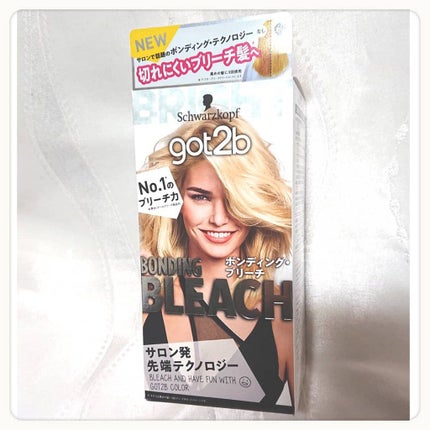 NEW
サロンで話題のボンディング・テクノロジー
切れにくいブリーチ髪へ
Schwarzkopf
got2b
No.1*の
ブリーチ力
BONDING
ボンディング・
ブリーチ
BLEACH
サロン発
先端テクノロジー
BLEACH AND HAVE FUN WITH
GOT2B COLOR